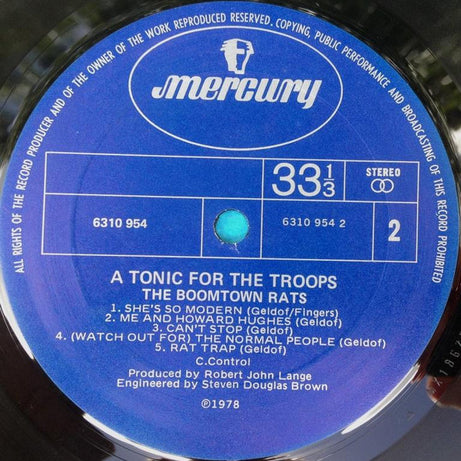 ALL RIGHTS OF THE RECORD PRODUCER AND OF THE OWNER OF THE WORK REPRODUCED RESERVED. COPYING, PUBLIC PERFORMANCE AND BROADCASTING OF THIS RECORD PROHIBITED
mercury
33 1/3
STEREO
6310 954
6310 954 2
2
A TONIC FOR THE TROOPS
THE BOOMTOWN RATS
1. SHE'S SO MODERN (Geldof/Fingers)
2. ME AND HOWARD HUGHES (Geldof)
3. CAN'T STOP (Geldof)
4. (WATCH OUT FOR) THE NORMAL PEOPLE (Geldof)
5. RAT TRAP (Geldof)
C.Control
Produced by Robert John Lange
Engineered by Steven Douglas Brown
Ⓟ1978